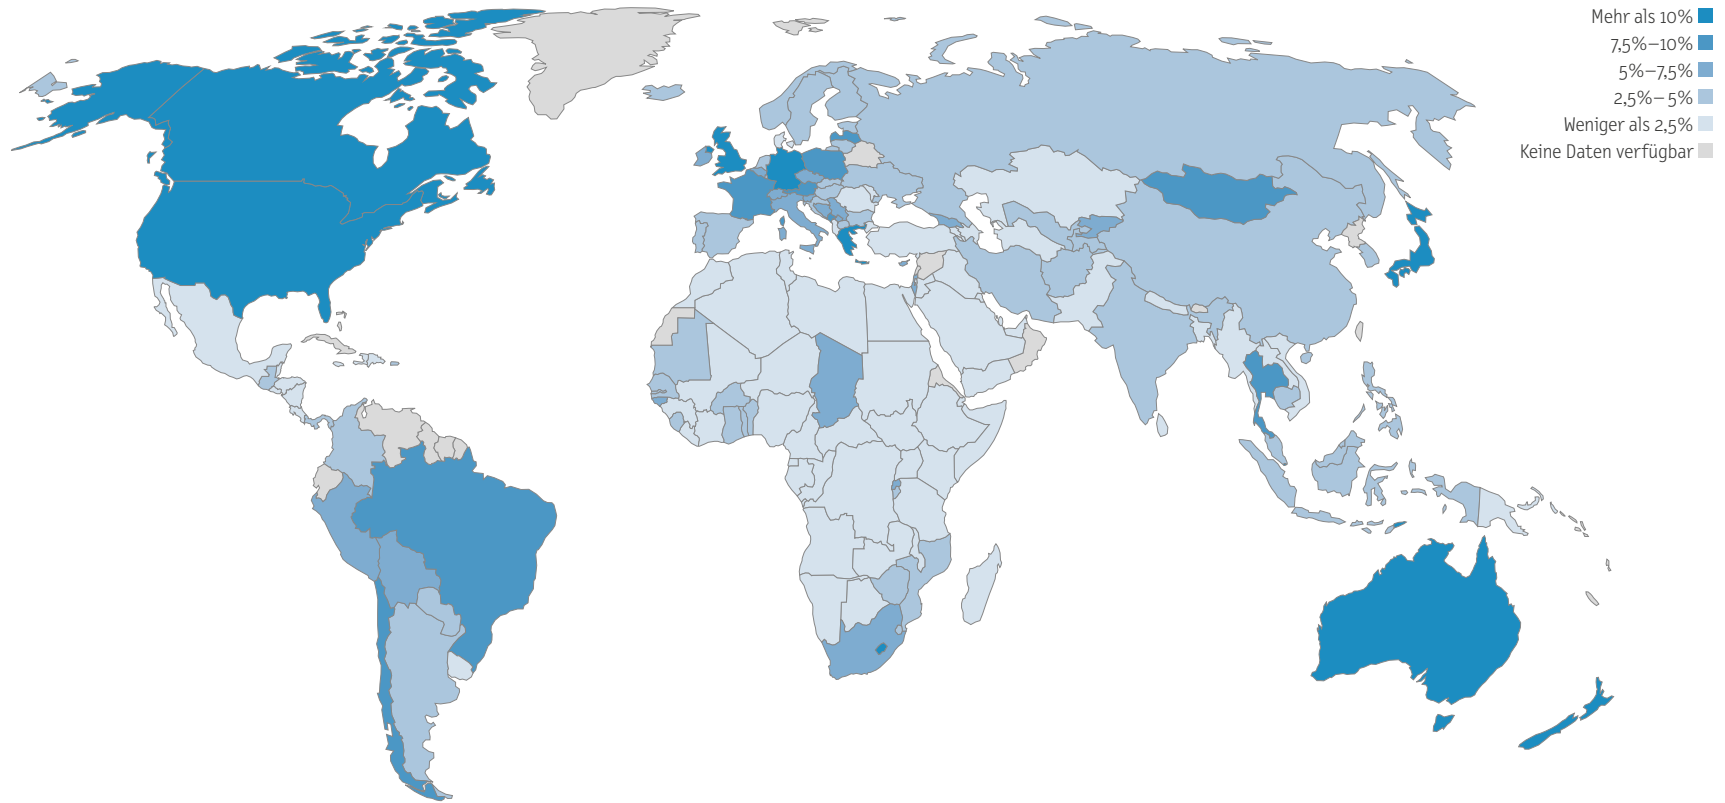 Mehr als 10%
7,5%–10%
5%–7,5%
2,5%–5%
Weniger als 2,5%
Keine Daten verfügbar